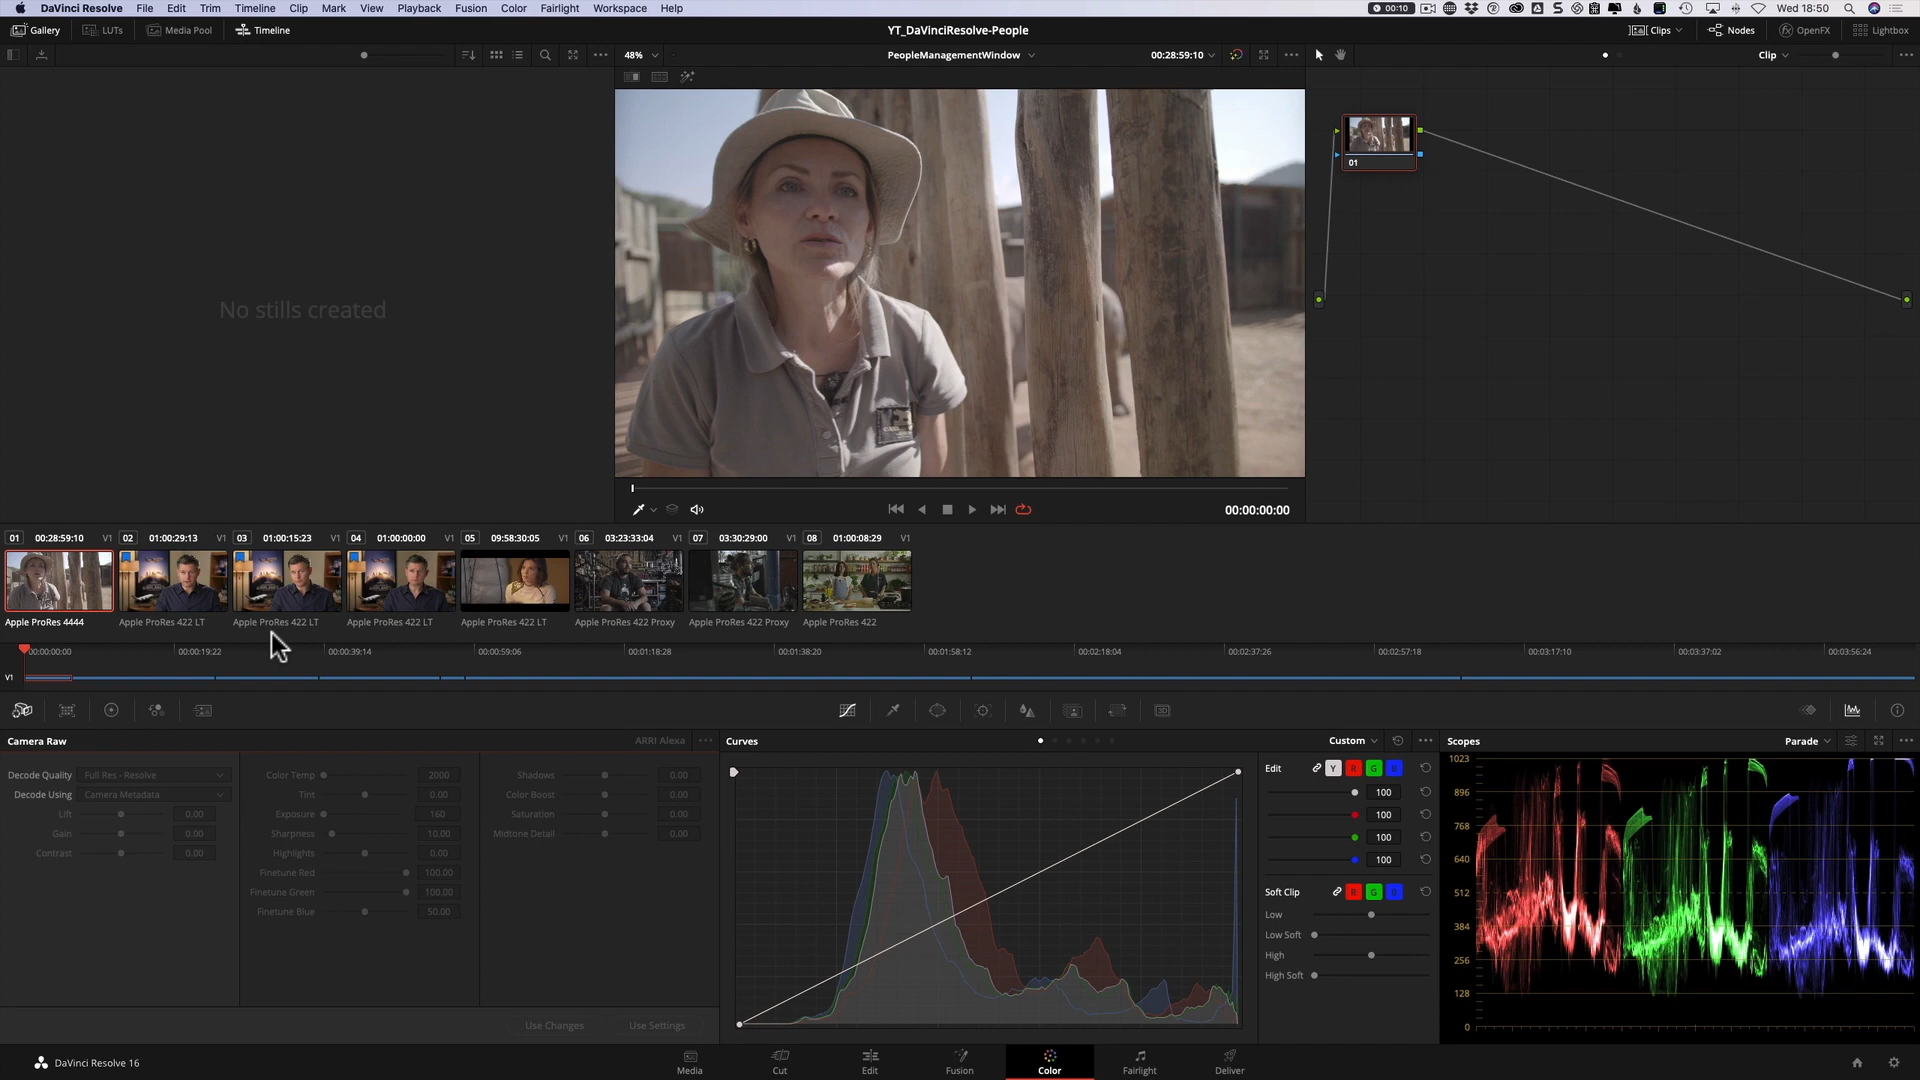 DaVinci Resolve File Edit Trim Timeline Clip Mark View Playback Fusion Color Fairlight Workspace Help 00:10 Wed 18:50
Gallery LUTs Media Pool Timeline YT_DaVinciResolve-People Clips Nodes OpenFX Lightbox
48% PeopleManagementWindow 00:28:59:10 Clip
01
No stills created
00:00:00:00
01 00:28:59:10 V1 02 01:00:29:13 V1 03 01:00:15:23 V1 04 01:00:00:00 V1 05 09:58:30:05 V1 06 03:23:33:04 V1 07 03:30:29:00 V1 08 01:00:08:29 V1
Apple ProRes 4444 Apple ProRes 422 LT Apple ProRes 422 LT Apple ProRes 422 LT Apple ProRes 422 LT Apple ProRes 422 Proxy Apple ProRes 422 Proxy Apple ProRes 422
00:00:00:00 00:00:19:22 00:00:39:14 00:00:59:06 00:01:18:28 00:01:38:20 00:01:58:12 00:02:18:04 00:02:37:26 00:02:57:18 00:03:17:10 00:03:37:02 00:03:56:24
V1
Camera Raw ARRI Alexa
Decode Quality Full Res - Resolve
Decode Using Camera Metadata
Lift 0.00
Gain 0.00
Contrast 0.00
Color Temp 2000
Tint 0.00
Exposure 160
Sharpness 10.00
Highlights 0.00
Finetune Red 100.00
Finetune Green 100.00
Finetune Blue 50.00
Shadows 0.00
Color Boost 0.00
Saturation 0.00
Midtone Detail 0.00
Use Changes Use Settings
Curves Custom
Edit Y R G B
100
100
100
100
Soft Clip R G B
Low
Low Soft
High
High Soft
Scopes Parade
1023
896
768
640
512
384
256
128
0
DaVinci Resolve 16 Media Cut Edit Fusion Color Fairlight Deliver